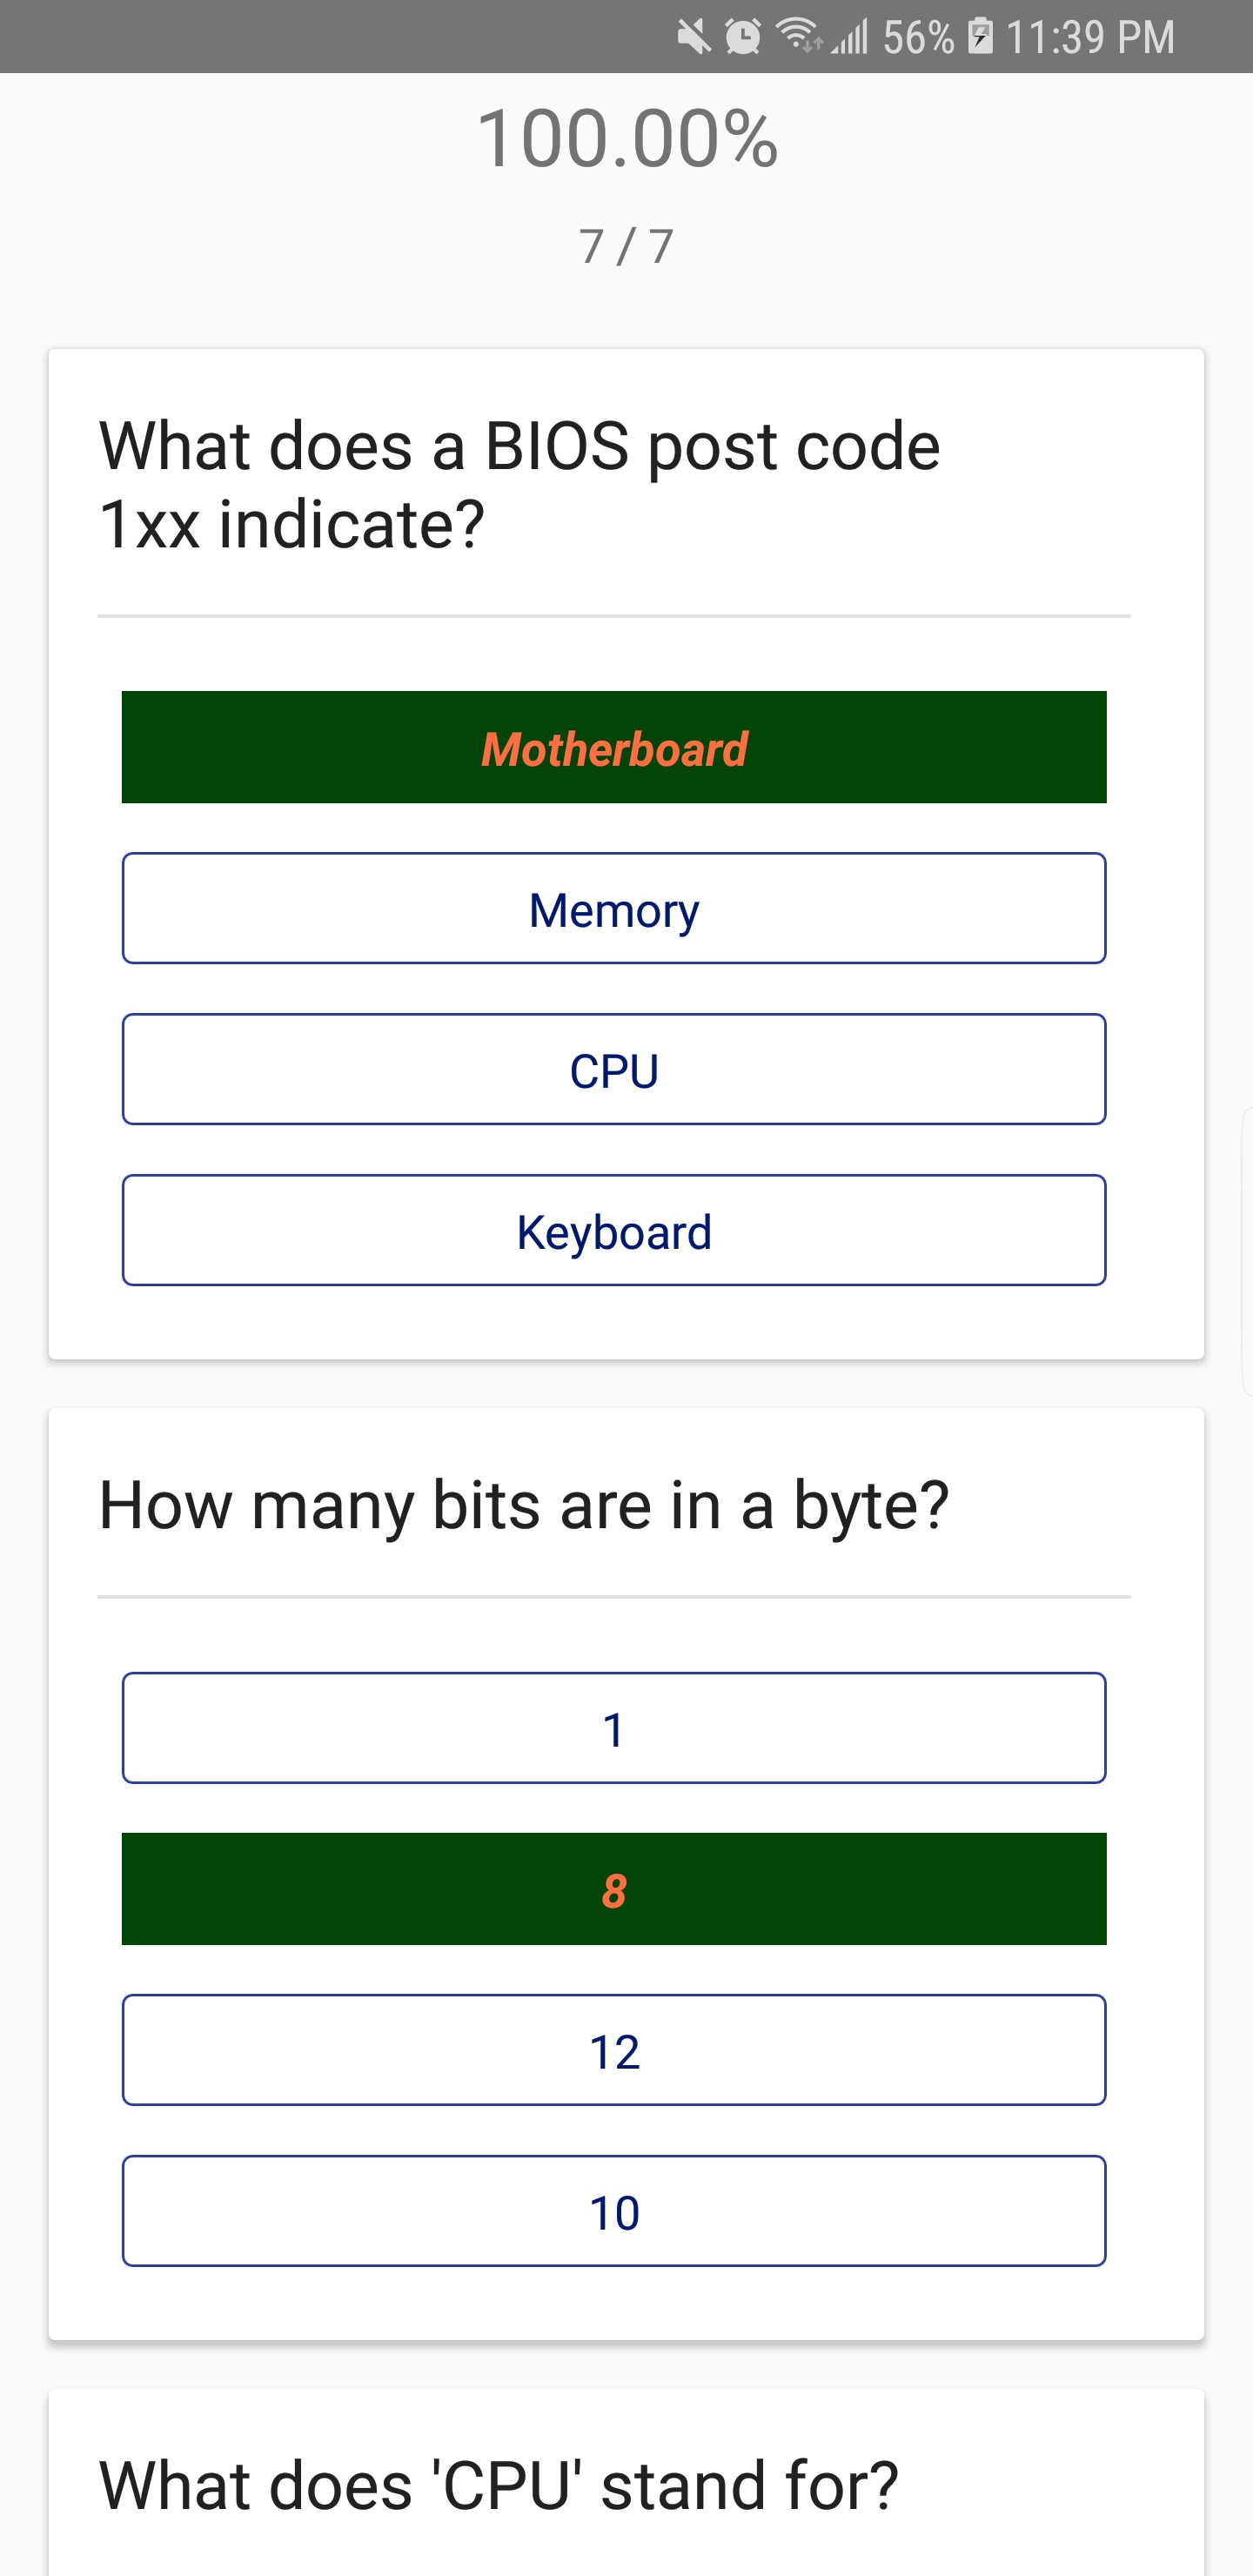 56% 11:39 PM
100.00%
7 / 7
What does a BIOS post code
1xx indicate?
Motherboard
Memory
CPU
Keyboard
How many bits are in a byte?
1
8
12
10
What does 'CPU' stand for?